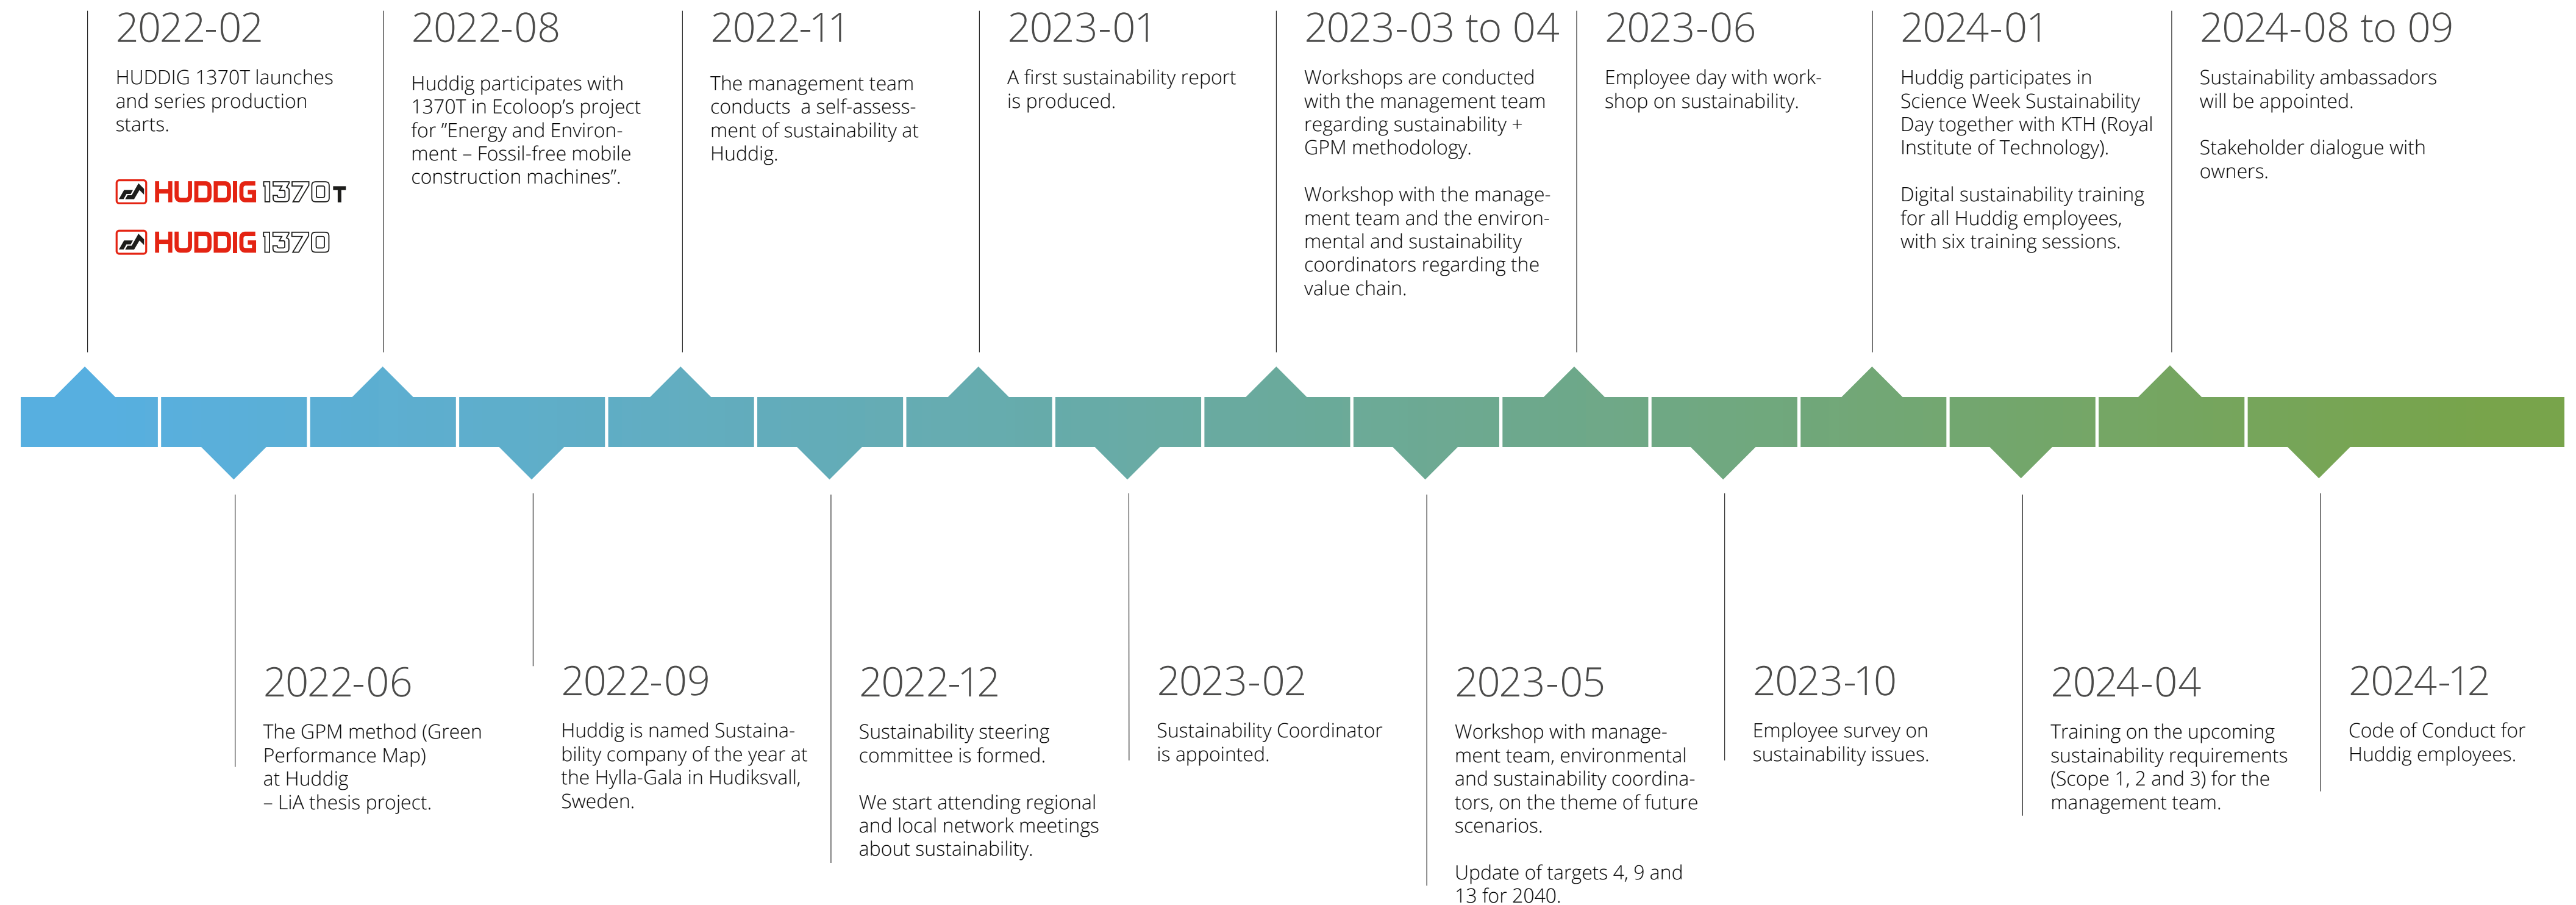 2022-02
HUDDIG 1370T launches
and series production
starts.
HUDDIG 1370T
HUDDIG 1370
2022-08
Huddig participates with
1370T in Ecoloop’s project
for ”Energy and Environ-
ment – Fossil-free mobile
construction machines”.
2022-11
The management team
conducts  a self-assess-
ment of sustainability at
Huddig.
2023-01
A first sustainability report
is produced.
2023-03 to 04
Workshops are conducted
with the management team
regarding sustainability +
GPM methodology.
Workshop with the manage-
ment team and the environ-
mental and sustainability
coordinators regarding the
value chain.
2023-06
Employee day with work-
shop on sustainability.
2024-01
Huddig participates in
Science Week Sustainability
Day together with KTH (Royal
Institute of Technology).
Digital sustainability training
for all Huddig employees,
with six training sessions.
2024-08 to 09
Sustainability ambassadors
will be appointed.
Stakeholder dialogue with
owners.
2022-06
The GPM method (Green
Performance Map)
at Huddig
– LiA thesis project.
2022-09
Huddig is named Sustaina-
bility company of the year at
the Hylla-Gala in Hudiksvall,
Sweden.
2022-12
Sustainability steering
committee is formed.
We start attending regional
and local network meetings
about sustainability.
2023-02
Sustainability Coordinator
is appointed.
2023-05
Workshop with manage-
ment team, environmental
and sustainability coordina-
tors, on the theme of future
scenarios.
Update of targets 4, 9 and
13 for 2040.
2023-10
Employee survey on
sustainability issues.
2024-04
Training on the upcoming
sustainability requirements
(Scope 1, 2 and 3) for the
management team.
2024-12
Code of Conduct for
Huddig employees.